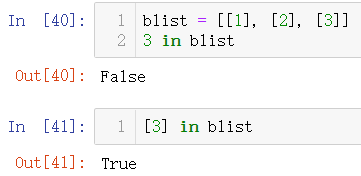 In [40]: 1 blist = [[1], [2], [3]]
2 3 in blist
Out[40]: False
In [41]: 1 [3] in blist
Out[41]: True